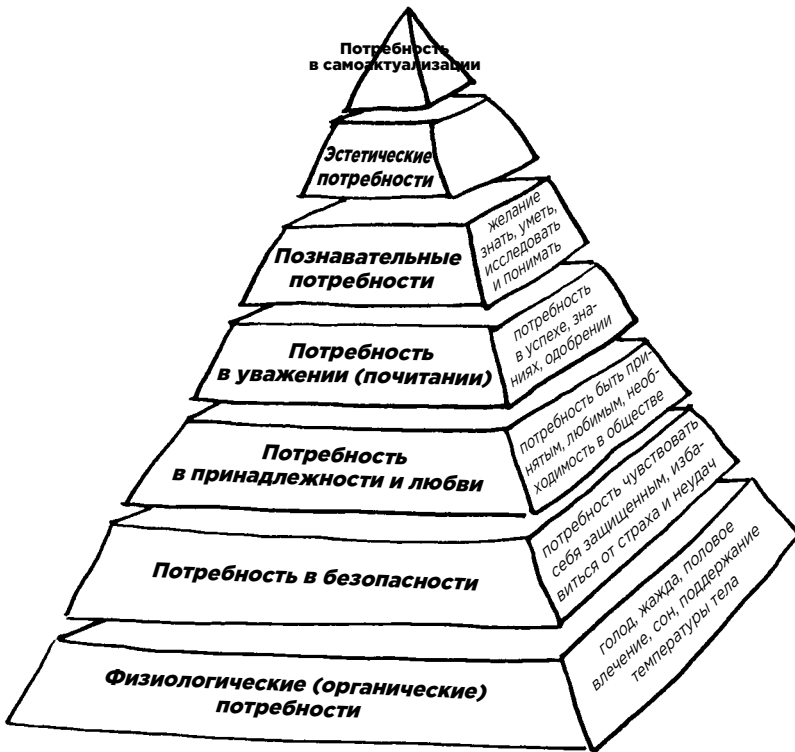 Потребность
в самоактуализации
Эстетические
потребности
Познавательные
потребности
желание
знать, уметь,
исследовать
и понимать
Потребность
в уважении (почитании)
потребность
в успехе, зна-
ниях, одобрении
Потребность
в принадлежности и любви
потребность быть при-
нятым, любимым, необ-
ходимость в обществе
Потребность в безопасности
потребность чувствовать
себя защищенным, изба-
виться от страха и неудач
Физиологические (органические)
потребности
голод, жажда, половое
влечение, сон, поддержание
температуры тела